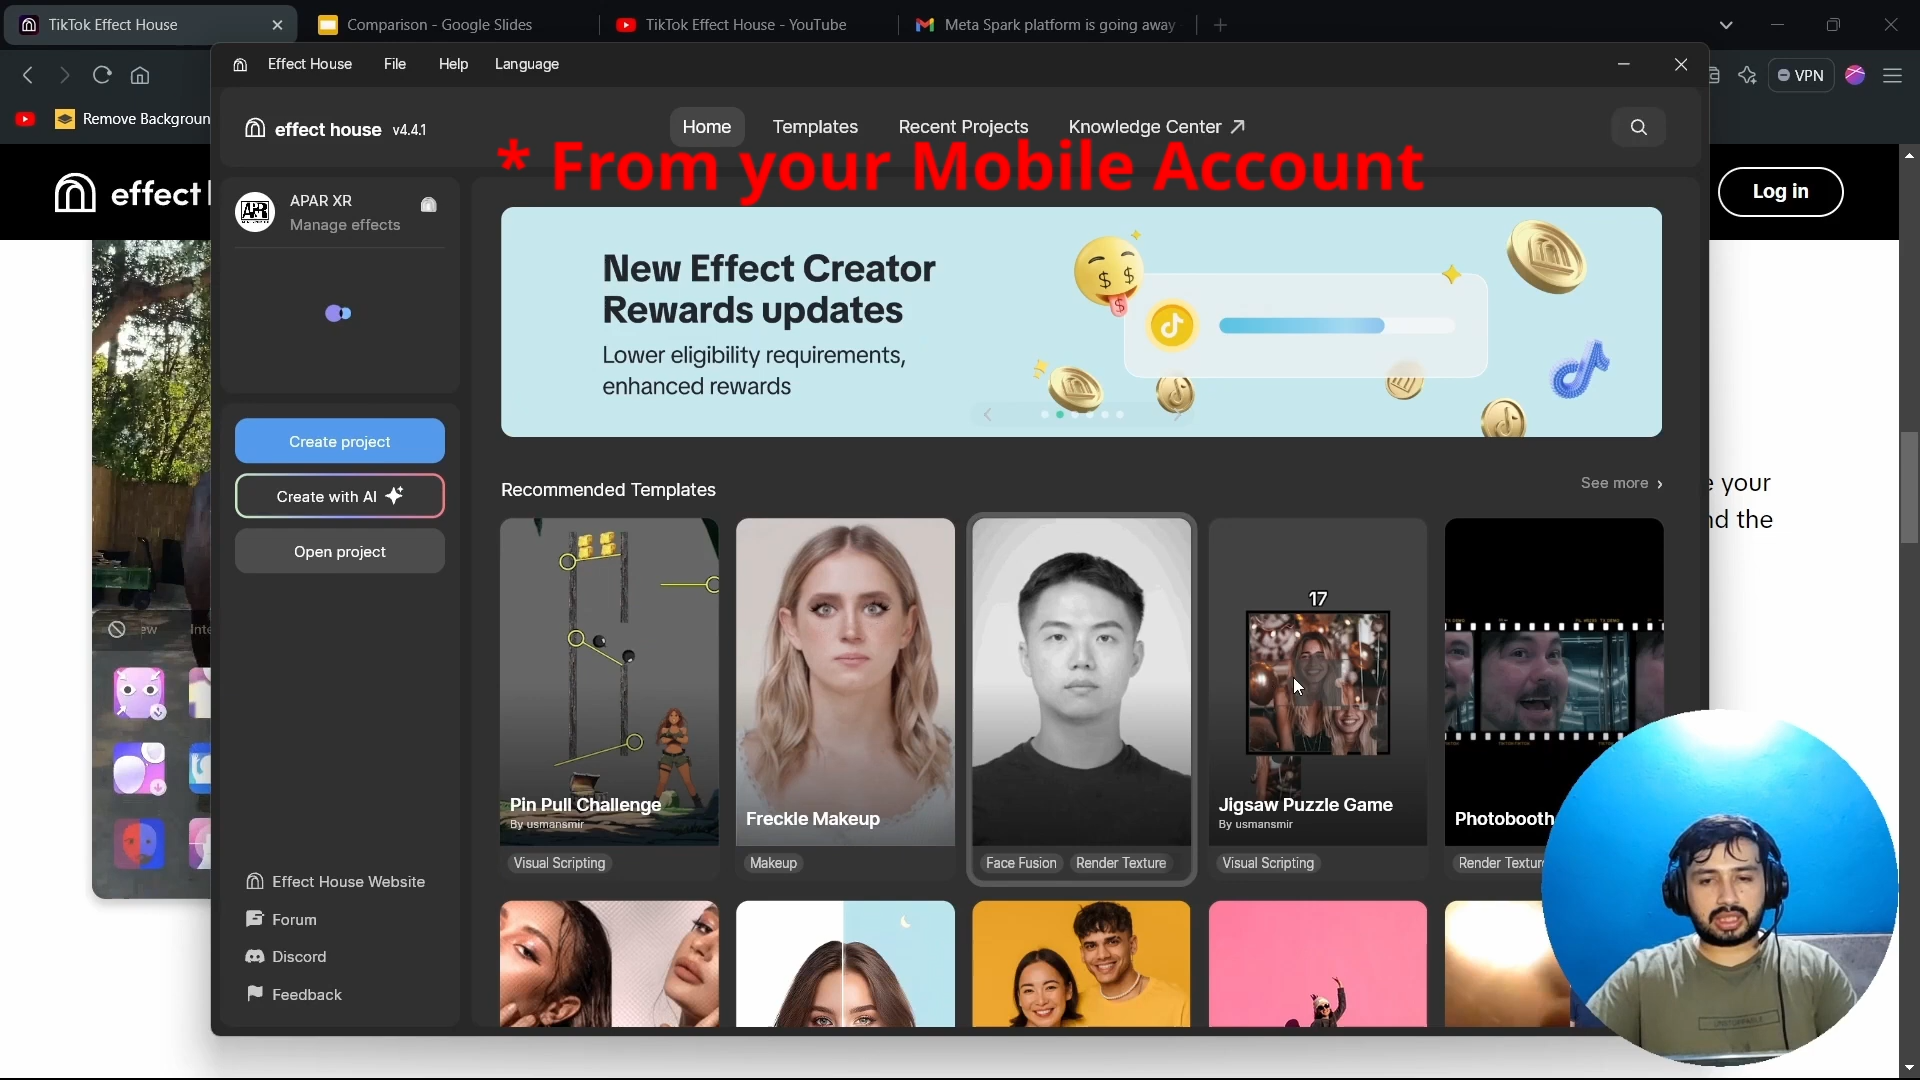 TikTok Effect House
Comparison - Google Slides
TikTok Effect House - YouTube
Meta Spark platform is going away
Effect House
File
Help
Language
VPN
Remove Backgroun
effect house v4.4.1
Home
Templates
Recent Projects
Knowledge Center
* From your Mobile Account
effect
Log in
APAR XR
Manage effects
New Effect Creator
Rewards updates
Lower eligibility requirements,
enhanced rewards
Create project
Create with AI
Open project
Recommended Templates
See more
e your
nd the
17
Pin Pull Challenge
By usmansmir
Freckle Makeup
Jigsaw Puzzle Game
By usmansmir
Photobooth
Visual Scripting
Makeup
Face Fusion
Render Texture
Visual Scripting
Render Texture
Effect House Website
Forum
Discord
Feedback